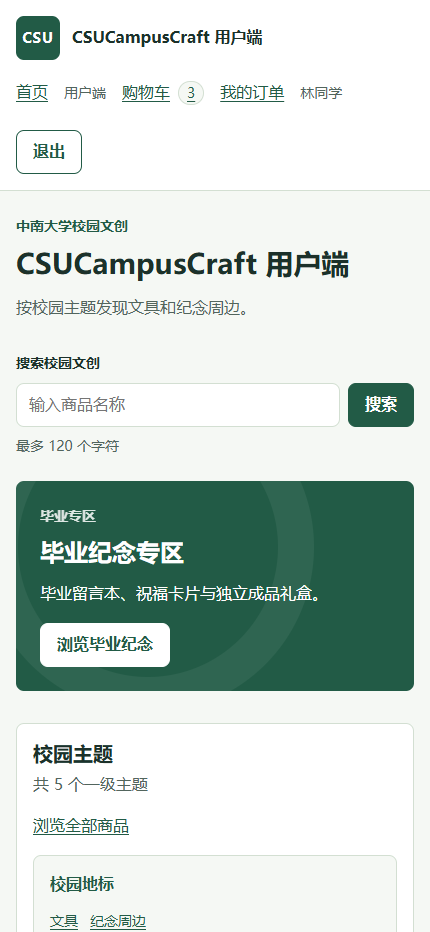 CSU CSUCampusCraft 用户端
首页 用户端 购物车 3 我的订单 林同学
退出
中南大学校园文创
CSUCampusCraft 用户端
按校园主题发现文具和纪念周边。
搜索校园文创
输入商品名称 搜索
最多 120 个字符
毕业专区
毕业纪念专区
毕业留言本、祝福卡片与独立成品礼盒。
浏览毕业纪念
校园主题
共 5 个一级主题
浏览全部商品
校园地标
文具 纪念周边